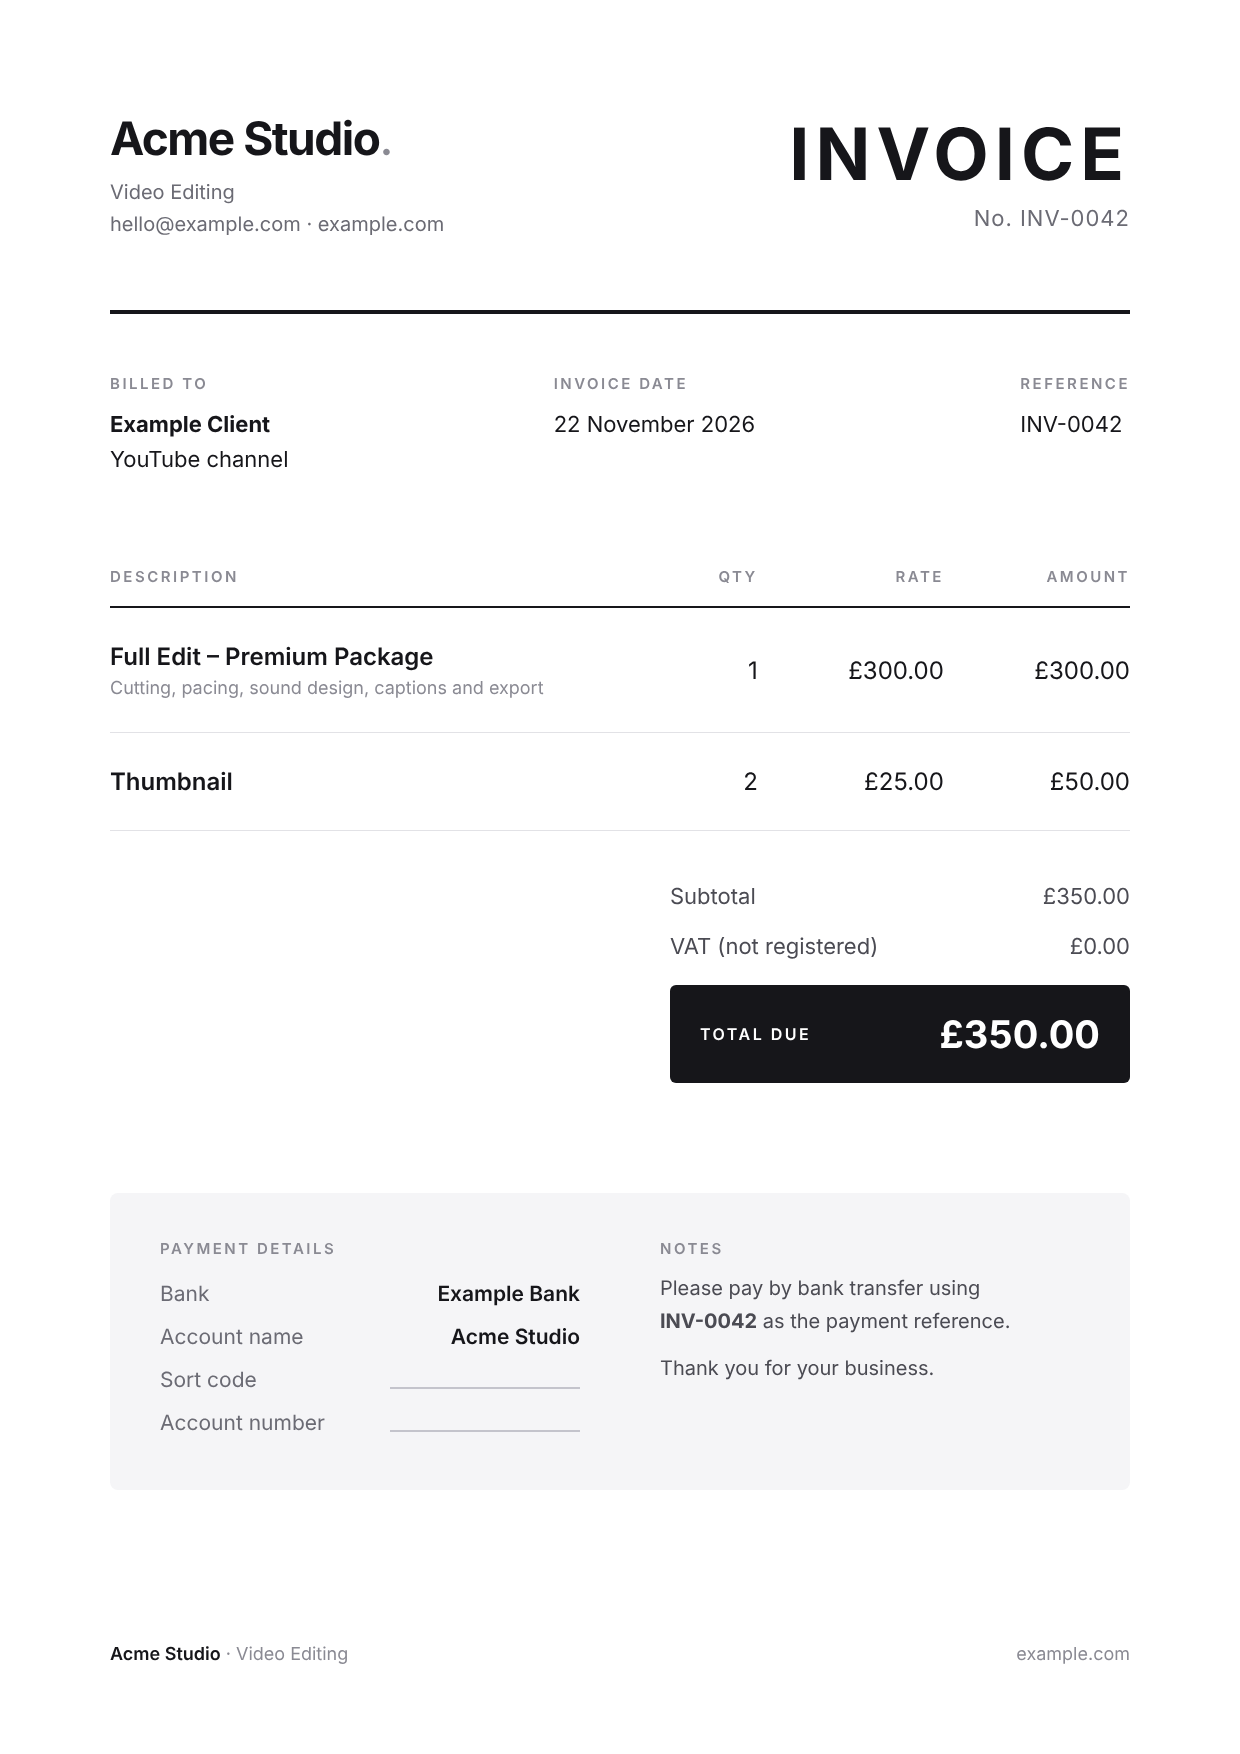 Acme Studio.
Video Editing
hello@example.com · example.com
INVOICE
No. INV-0042
BILLED TO
Example Client
YouTube channel
INVOICE DATE
22 November 2026
REFERENCE
INV-0042
DESCRIPTION QTY RATE AMOUNT
Full Edit – Premium Package 1 £300.00 £300.00
Cutting, pacing, sound design, captions and export
Thumbnail 2 £25.00 £50.00
Subtotal £350.00
VAT (not registered) £0.00
TOTAL DUE £350.00
PAYMENT DETAILS
Bank Example Bank
Account name Acme Studio
Sort code
Account number
NOTES
Please pay by bank transfer using
INV-0042 as the payment reference.
Thank you for your business.
Acme Studio · Video Editing
example.com